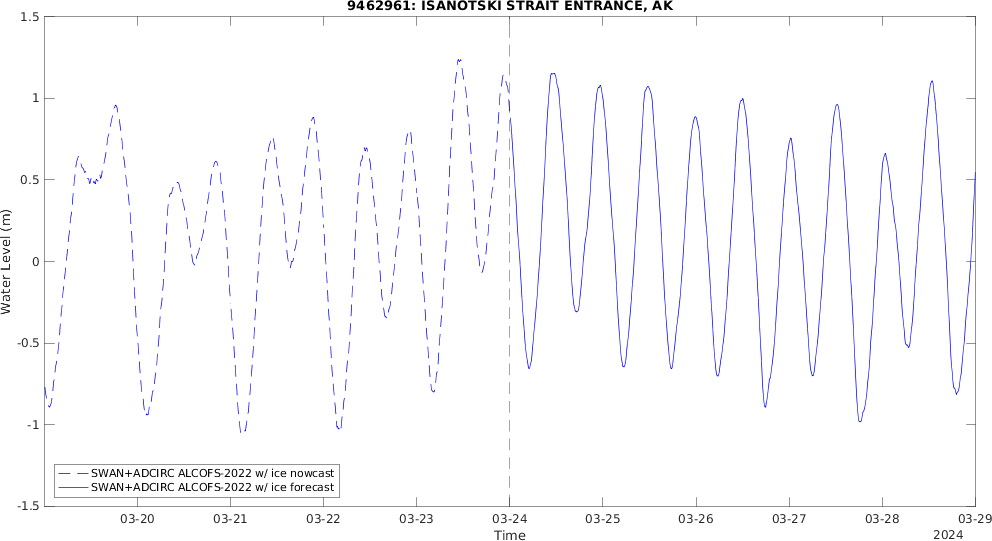 9462961: ISANOTSKI STRAIT ENTRANCE, AK
1.5
1
0.5
0
-0.5
-1
-1.5
Water Level (m)
SWAN+ADCIRC ALCOFS-2022 w/ ice nowcast
SWAN+ADCIRC ALCOFS-2022 w/ ice forecast
03-20 03-21 03-22 03-23 03-24 03-25 03-26 03-27 03-28 03-29
Time
2024